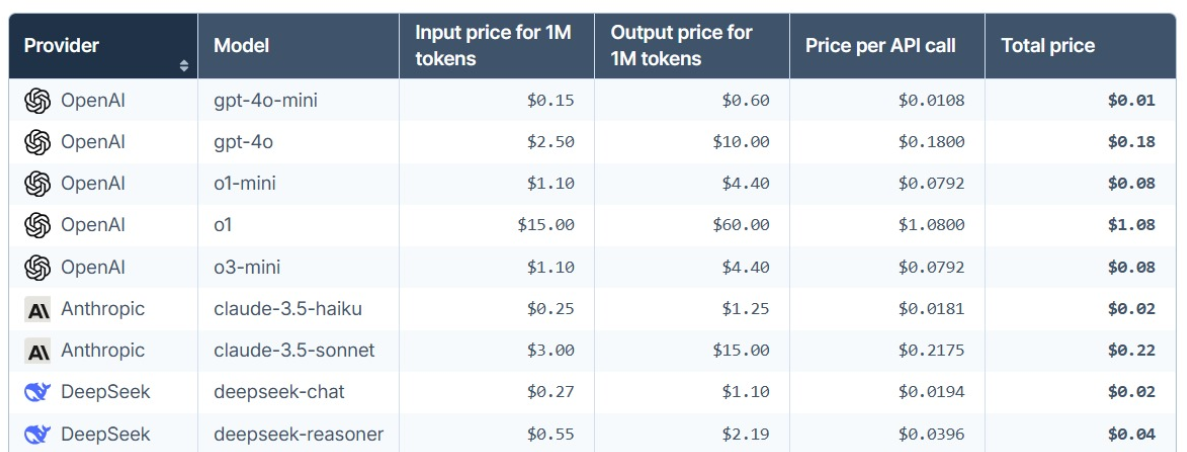 Provider Model Input price for 1M tokens Output price for 1M tokens Price per API call Total price
OpenAI gpt-4o-mini $0.15 $0.60 $0.0108 $0.01
OpenAI gpt-4o $2.50 $10.00 $0.1800 $0.18
OpenAI o1-mini $1.10 $4.40 $0.0792 $0.08
OpenAI o1 $15.00 $60.00 $1.0800 $1.08
OpenAI o3-mini $1.10 $4.40 $0.0792 $0.08
Anthropic claude-3.5-haiku $0.25 $1.25 $0.0181 $0.02
Anthropic claude-3.5-sonnet $3.00 $15.00 $0.2175 $0.22
DeepSeek deepseek-chat $0.27 $1.10 $0.0194 $0.02
DeepSeek deepseek-reasoner $0.55 $2.19 $0.0396 $0.04